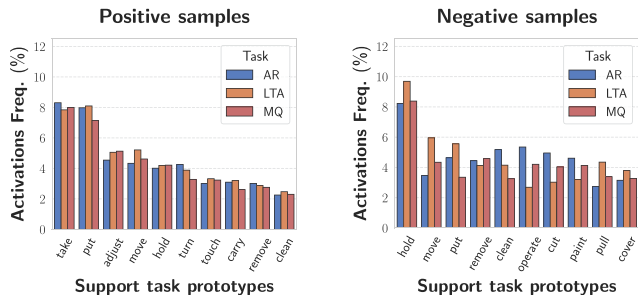 Positive samples
Activations Freq. (%)
12
10
8
6
4
2
0
Task
AR
LTA
MQ
take
put
adjust
move
hold
turn
touch
carry
remove
clean
Support task prototypes
Negative samples
Activations Freq. (%)
12
10
8
6
4
2
0
Task
AR
LTA
MQ
hold
move
put
remove
clean
operate
cut
paint
pull
cover
Support task prototypes